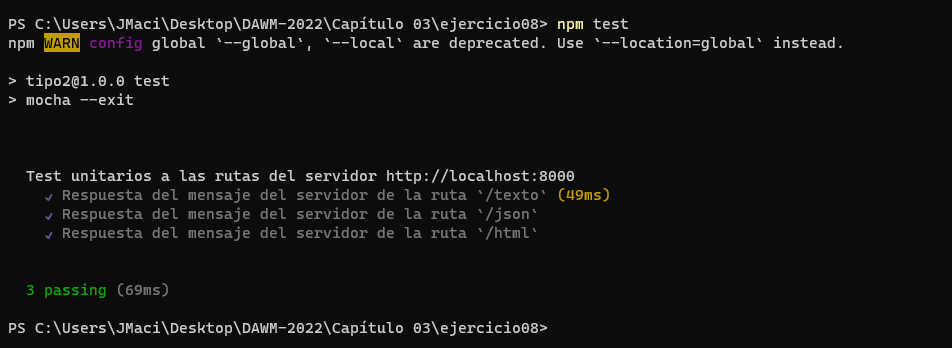 PS C:\Users\JMaci\Desktop\DAWM-2022\Capítulo 03\ejercicio08> npm test
npm WARN config global `--global`, `--local` are deprecated. Use `--location=global` instead.
> tipo2@1.0.0 test
> mocha --exit
Test unitarios a las rutas del servidor http://localhost:8000
✓ Respuesta del mensaje del servidor de la ruta `/texto` (49ms)
✓ Respuesta del mensaje del servidor de la ruta `/json`
✓ Respuesta del mensaje del servidor de la ruta `/html`
3 passing (69ms)
PS C:\Users\JMaci\Desktop\DAWM-2022\Capítulo 03\ejercicio08>